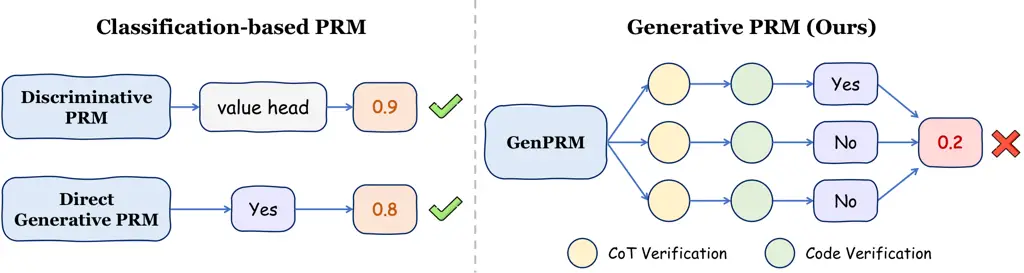 Classification-based PRM
Discriminative
PRM
value head
0.9
Direct
Generative PRM
Yes
0.8
Generative PRM (Ours)
GenPRM
Yes
No
No
0.2
CoT Verification
Code Verification